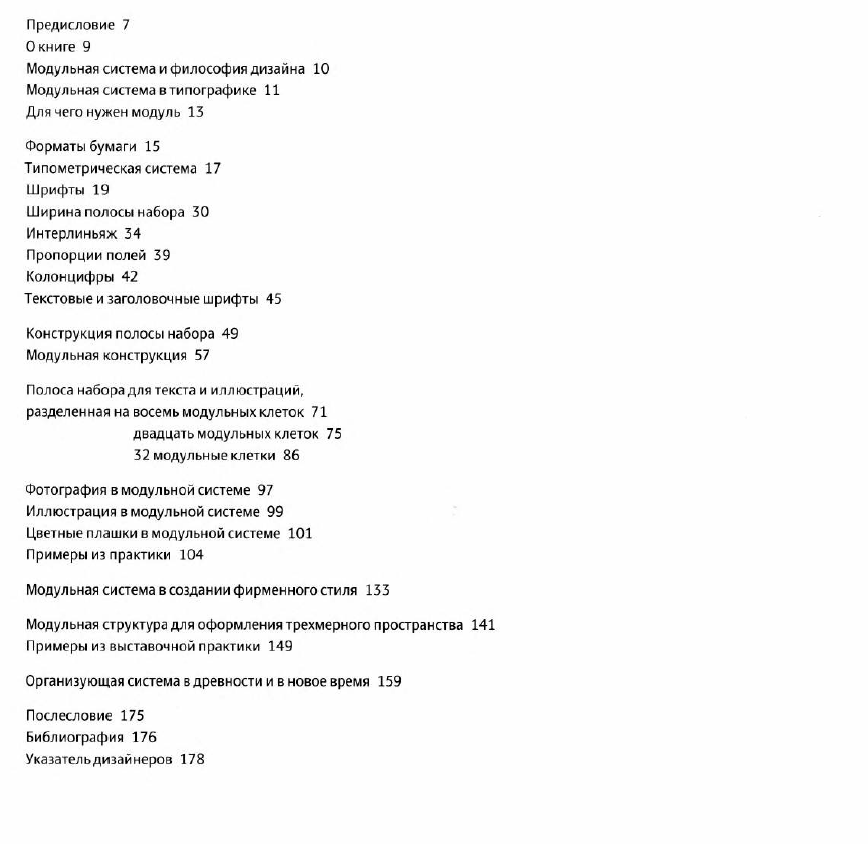 Предисловие 7
О книге 9
Модульная система и философия дизайна 10
Модульная система в типографике 11
Для чего нужен модуль 13
Форматы бумаги 15
Типометрическая система 17
Шрифты 19
Ширина полосы набора 30
Интерлиньяж 34
Пропорции полей 39
Колонцифры 42
Текстовые и заголовочные шрифты 45
Конструкция полосы набора 49
Модульная конструкция 57
Полоса набора для текста и иллюстраций,
разделенная на восемь модульных клеток 71
двадцать модульных клеток 75
32 модульные клетки 86
Фотография в модульной системе 97
Иллюстрация в модульной системе 99
Цветные плашки в модульной системе 101
Примеры из практики 104
Модульная система в создании фирменного стиля 133
Модульная структура для оформления трехмерного пространства 141
Примеры из выставочной практики 149
Организующая система в древности и в новое время 159
Послесловие 175
Библиография 176
Указатель дизайнеров 178